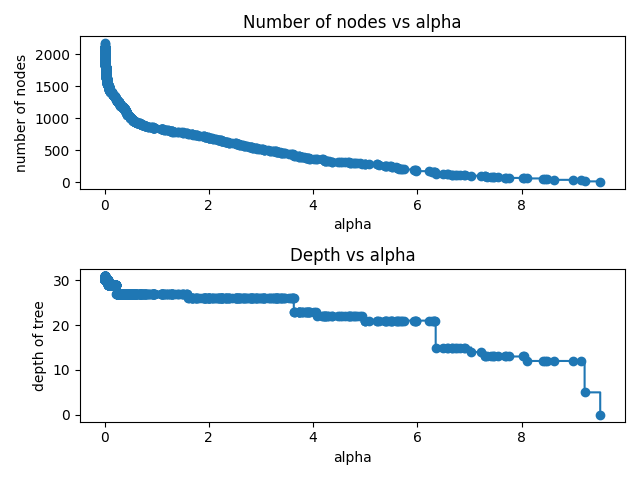 Number of nodes vs alpha
2000
1500
1000
500
0
number of nodes
0 2 4 6 8
alpha
Depth vs alpha
30
20
10
0
depth of tree
0 2 4 6 8
alpha